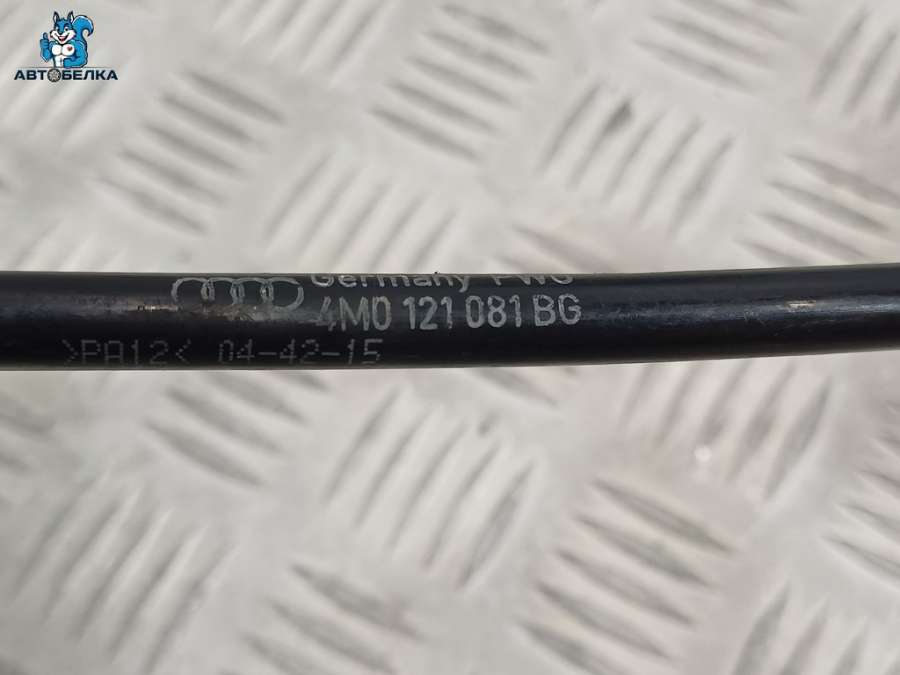 АВТОБЕЛКА
Germany PWG
4M0 121 081 BG
>PA12< 04-42-15